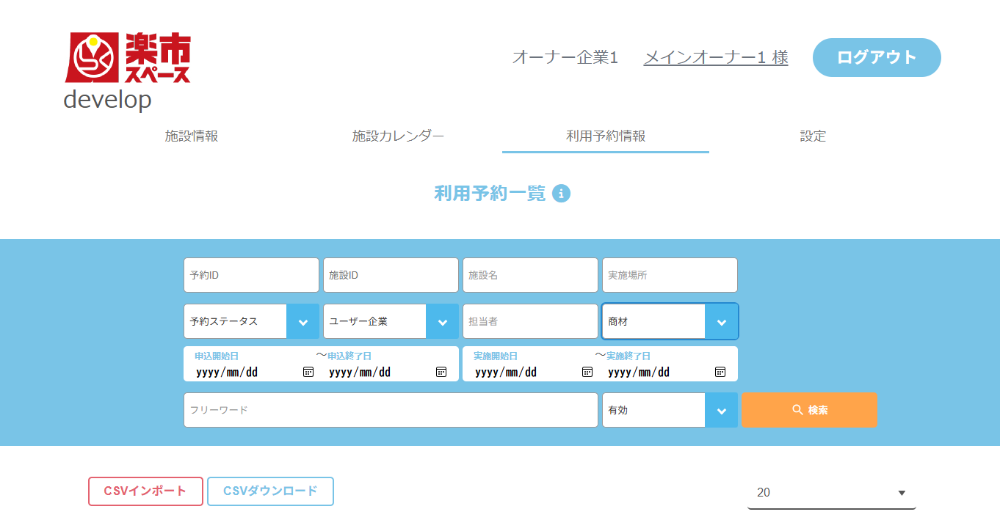 楽市
スペース
develop
オーナー企業1 メインオーナー1 様 ログアウト
施設情報 施設カレンダー 利用予約情報 設定
利用予約一覧
予約ID 施設ID 施設名 実施場所
予約ステータス ユーザー企業 担当者 商材
申込開始日 〜申込終了日 実施開始日 〜実施終了日
yyyy/mm/dd yyyy/mm/dd yyyy/mm/dd yyyy/mm/dd
フリーワード 有効 検索
CSVインポート CSVダウンロード 20